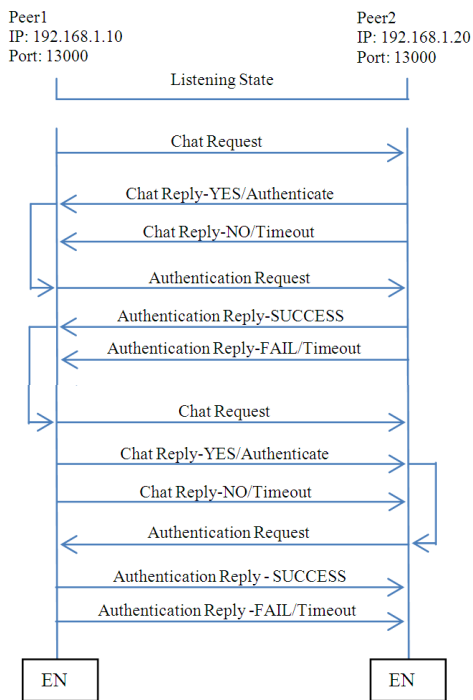 Peer1
IP: 192.168.1.10
Port: 13000
Peer2
IP: 192.168.1.20
Port: 13000
Listening State
Chat Request
Chat Reply-YES/Authenticate
Chat Reply-NO/Timeout
Authentication Request
Authentication Reply-SUCCESS
Authentication Reply-FAIL/Timeout
Chat Request
Chat Reply-YES/Authenticate
Chat Reply-NO/Timeout
Authentication Request
Authentication Reply - SUCCESS
Authentication Reply -FAIL/Timeout
EN
EN